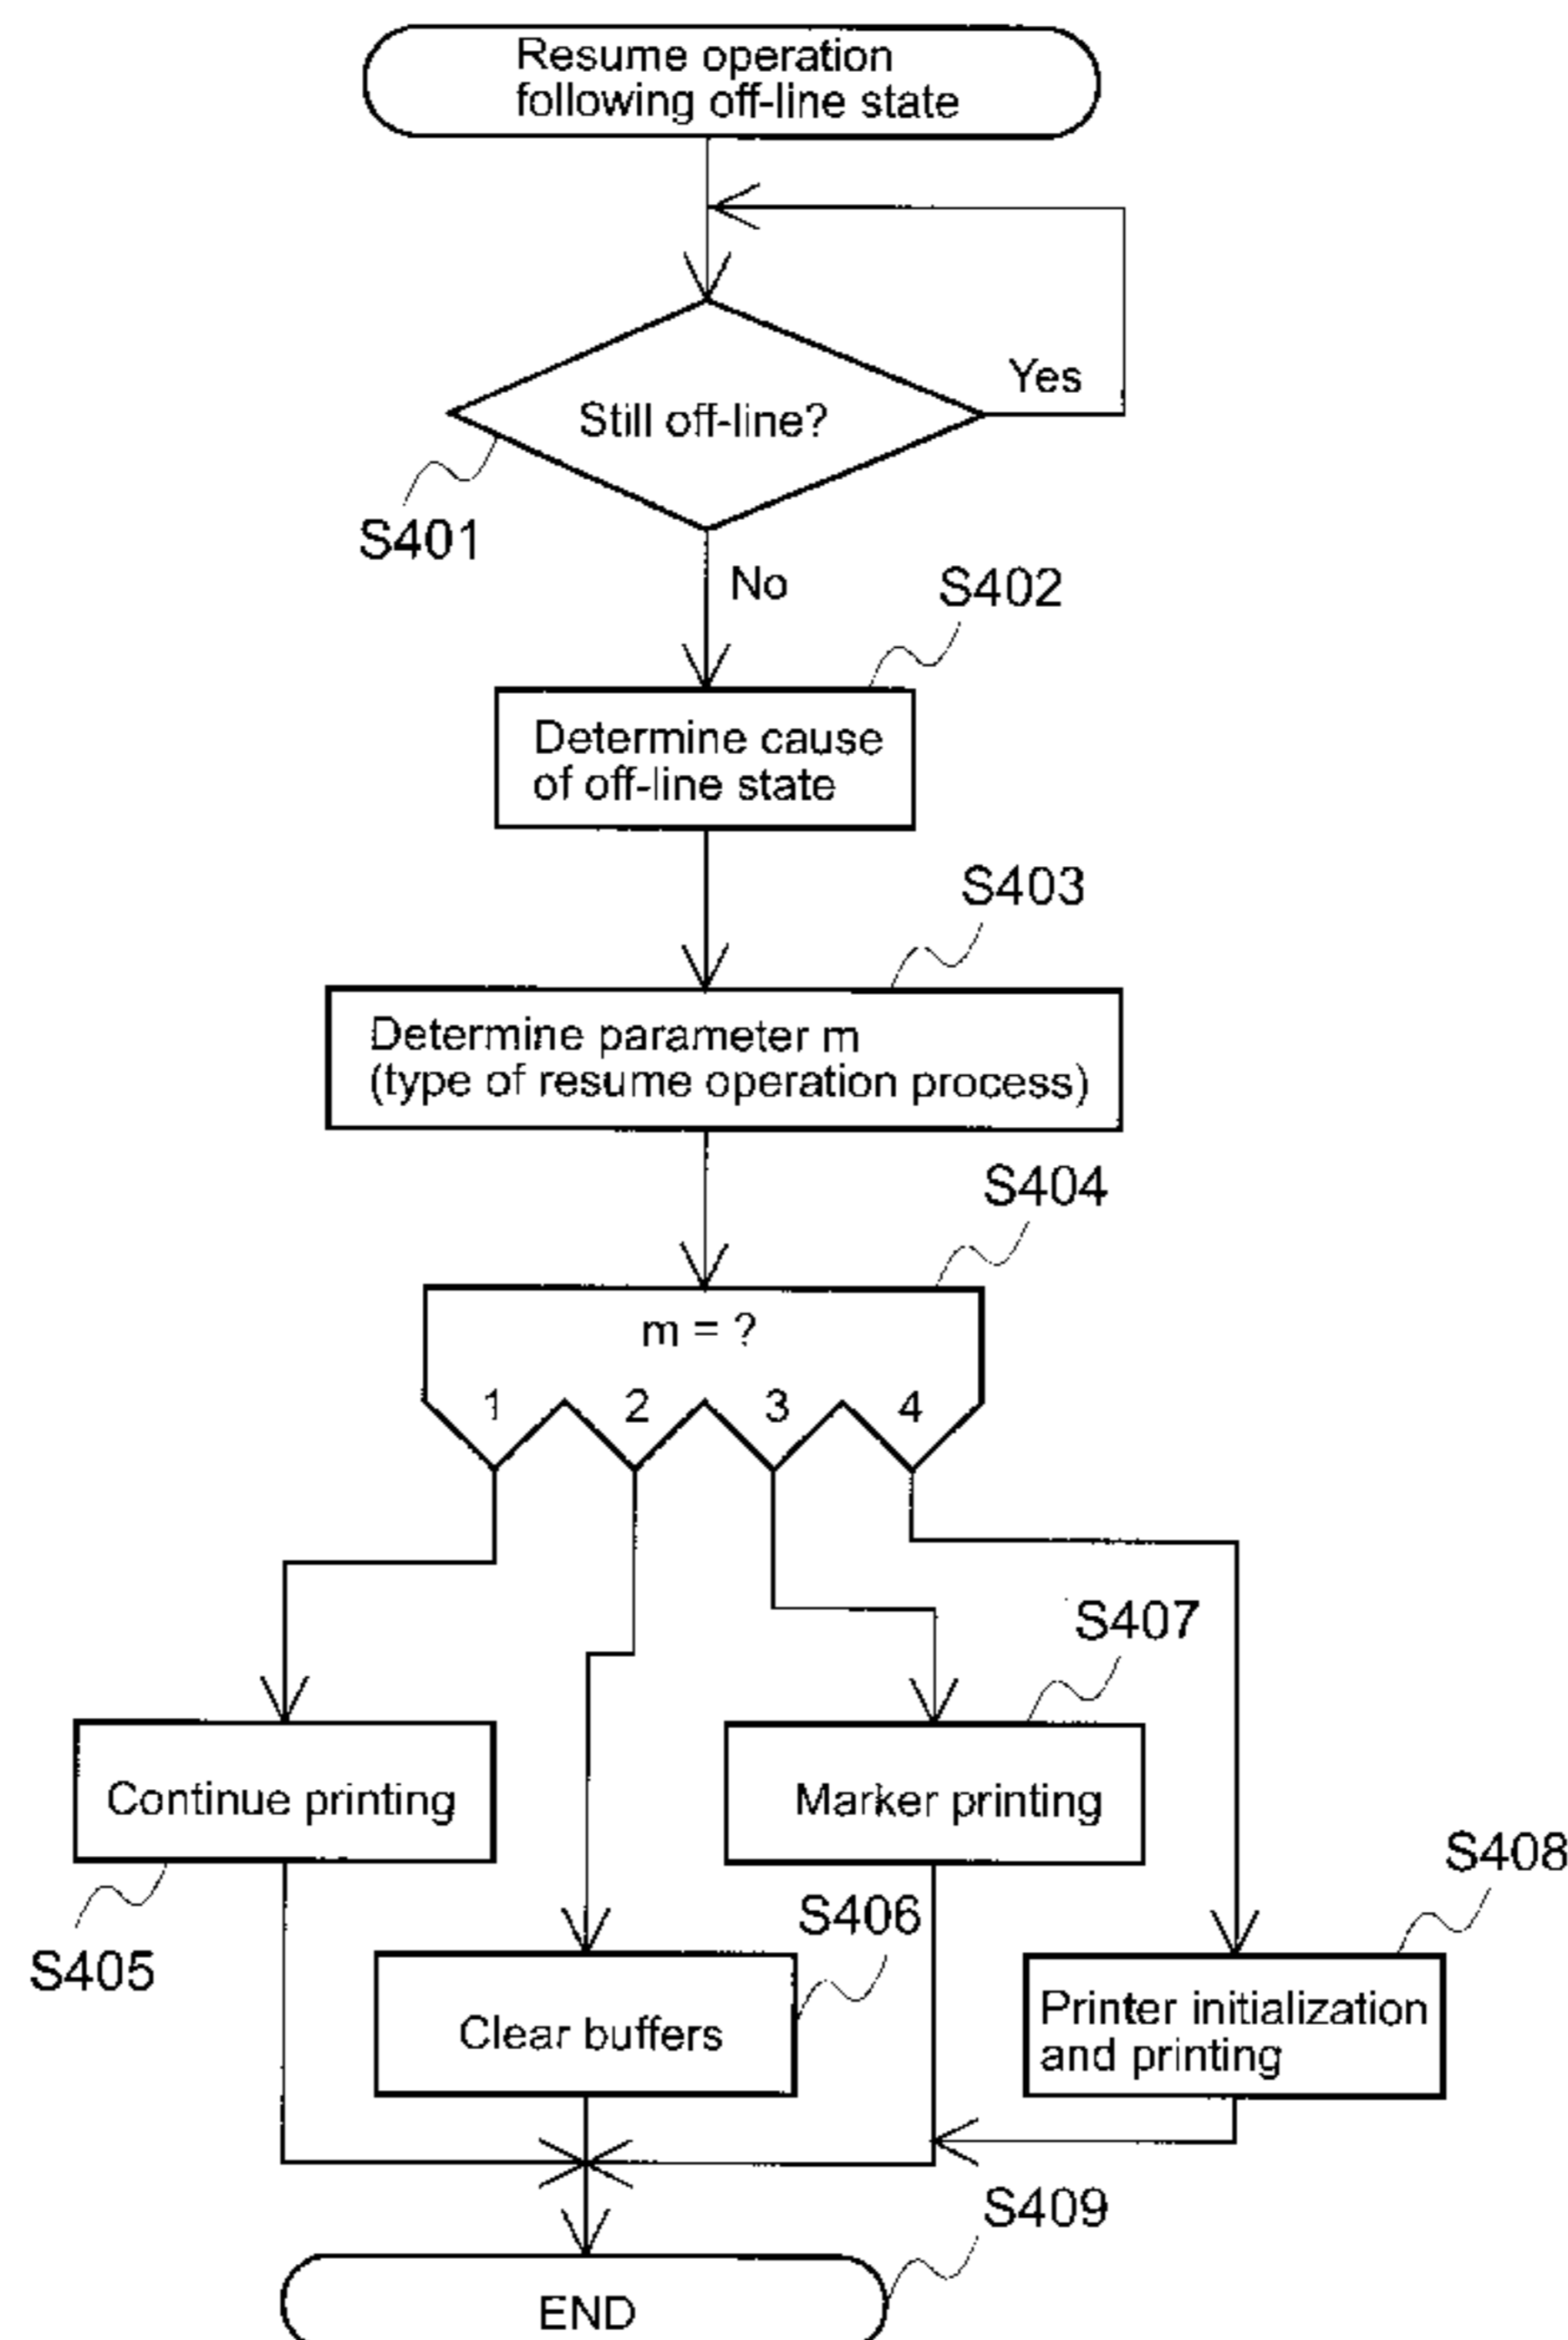 Resume operation
following off-line state
Still off-line?
Yes
S401
No
S402
Determine cause
of off-line state
S403
Determine parameter m
(type of resume operation process)
S404
m = ?
1 2 3 4
S407
Continue printing
Marker printing
S408
S406
S405
Clear buffers
Printer initialization
and printing
S409
END